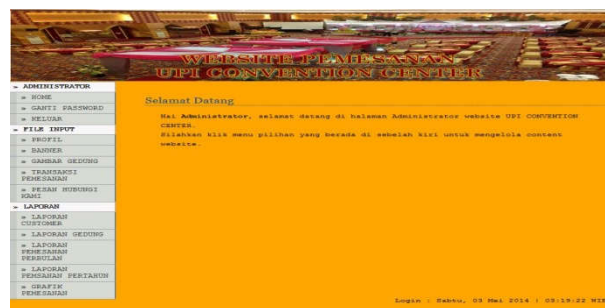 WEBSITE PEMESANAN
UPI CONVENTION CENTER
» ADMINISTRATOR
» HOME
» GANTI PASSWORD
» KELUAR
» FILE INPUT
» PROFIL
» BANNER
» GAMBAR GEDUNG
» TRANSAKSI
PEMESANAN
» PESAN HUBUNGI
KAMI
» LAPORAN
» LAPORAN
CUSTOMER
» LAPORAN GEDUNG
» LAPORAN
PEMESANAN
PERBULAN
» LAPORAN
PEMSANAN PERTAHUN
» GRAFIK
PEMESANAN
Selamat Datang
Hai Administrator, selamat datang di halaman Administrator website UPI CONVENTION
CENTER.
Silahkan klik menu pilihan yang berada di sebelah kiri untuk mengelola content
website.
Login : Sabtu, 03 Mei 2014 | 02:19:22 WIB